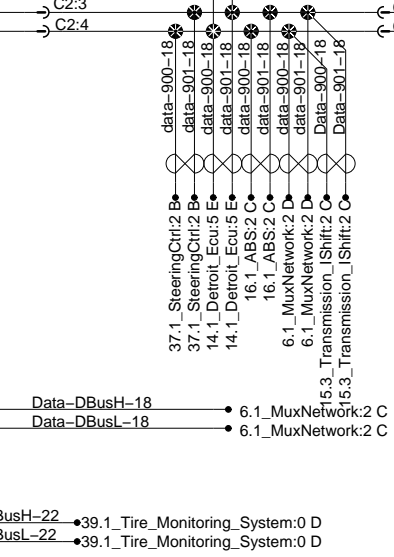 C2:3
C2:4
data-900-18
data-901-18
data-900-18
data-901-18
data-900-18
data-901-18
data-900-18
data-901-18
Data-900-18
Data-901-18
37.1_SteeringCtrl:2 B
37.1_SteeringCtrl:2 B
14.1_Detroit_Ecu:5 E
14.1_Detroit_Ecu:5 E
16.1_ABS:2 C
16.1_ABS:2 C
6.1_MuxNetwork:2 D
6.1_MuxNetwork:2 D
15.3_Transmission_IShift:2 C
15.3_Transmission_IShift:2 C
Data-DBusH-18
6.1_MuxNetwork:2 C
Data-DBusL-18
6.1_MuxNetwork:2 C
BusH-22
39.1_Tire_Monitoring_System:0 D
BusL-22
39.1_Tire_Monitoring_System:0 D